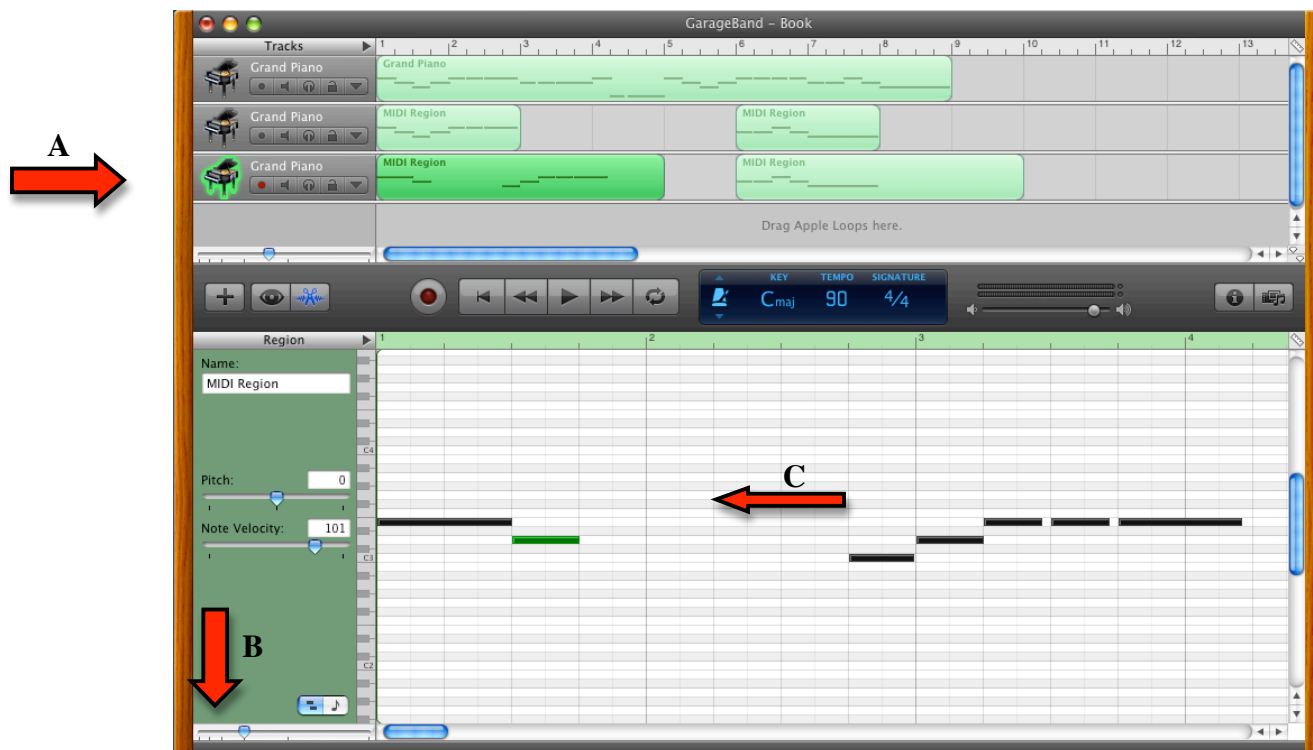 GarageBand – Book
Tracks 1 2 3 4 5 6 7 8 9 10 11 12 13
Grand Piano Grand Piano
Grand Piano MIDI Region MIDI Region
A
Grand Piano MIDI Region MIDI Region
Drag Apple Loops here.
KEY TEMPO SIGNATURE
Cmaj 90 4/4
Region 1 2 3 4
Name:
MIDI Region
C4
Pitch: 0
C
Note Velocity: 101
C3
B
C2